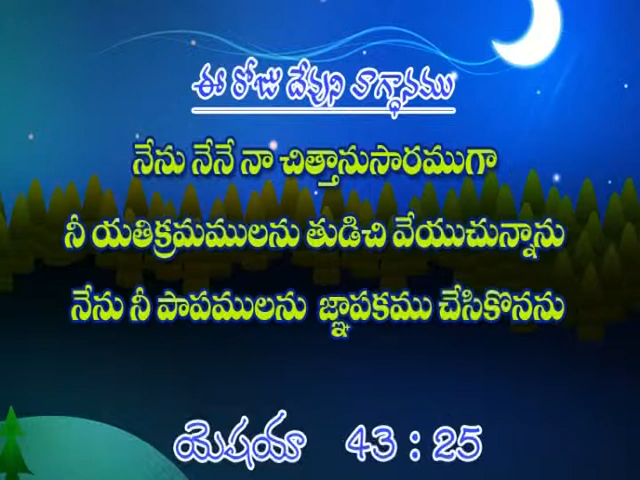 ఈ రోజు దేవుని వాగ్ధానము
నేను నేనే నా చిత్తానుసారముగా
నీ యతిక్రమములను తుడిచి వేయుచున్నాను
నేను నీ పాపములను జ్ఞాపకము చేసికొనను
యెషయా 43 : 25